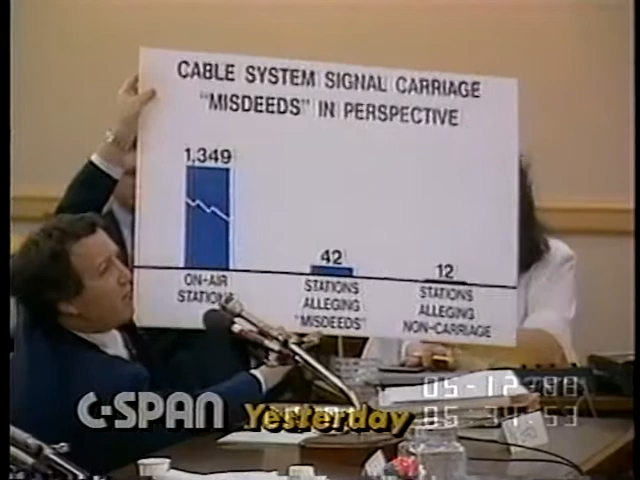 CABLE SYSTEM SIGNAL CARRIAGE
"MISDEEDS" IN PERSPECTIVE
1,349
42
12
ON-AIR
STATIONS
STATIONS
ALLEGING
"MISDEEDS"
STATIONS
ALLEGING
NON-CARRIAGE
C-SPAN Yesterday
05-12